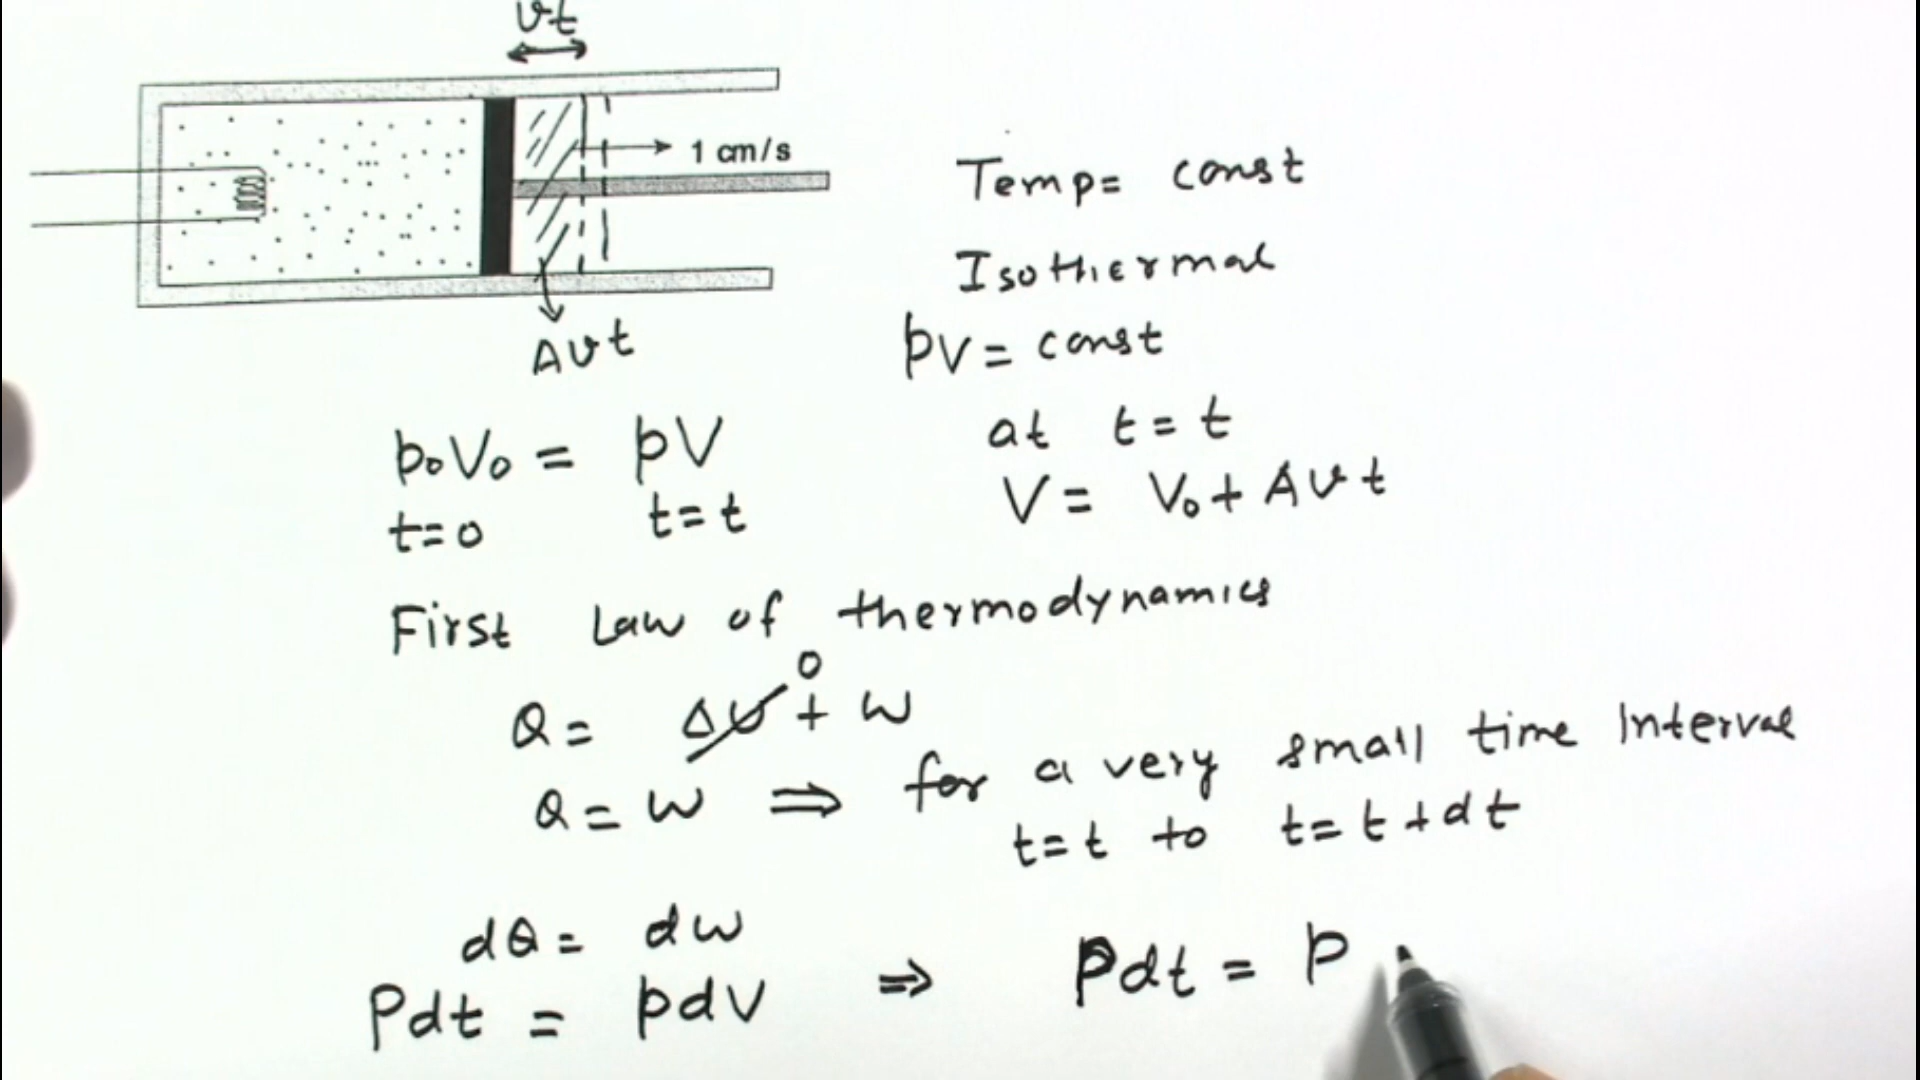 vt
1 cm/s
Avt
Temp= const
Isothermal
pV = const
at t = t
V = V₀ + Avt
p₀V₀ = pV
t=0 t=t
First Law of thermodynamics
Q = ΔU + W
0
Q = W ⇒ for a very small time Interval
t=t to t=t+dt
dQ = dW
Pdt = pdV ⇒ Pdt = p